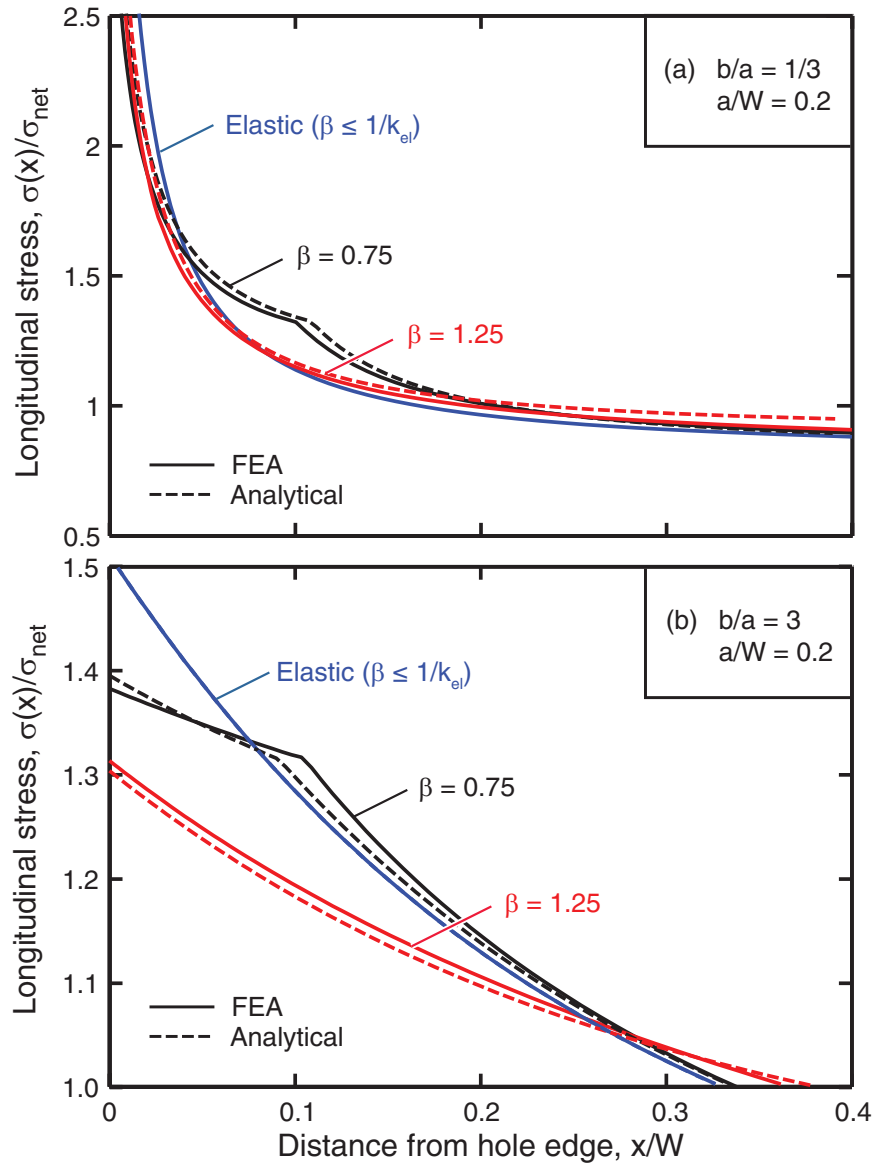 2.5
2
1.5
1
0.5
Longitudinal stress, σ(x)/σnet
(a) b/a = 1/3
a/W = 0.2
Elastic (β ≤ 1/kel)
β = 0.75
β = 1.25
FEA
Analytical
1.5
1.4
1.3
1.2
1.1
1.0
Longitudinal stress, σ(x)/σnet
(b) b/a = 3
a/W = 0.2
Elastic (β ≤ 1/kel)
β = 0.75
β = 1.25
FEA
Analytical
0 0.1 0.2 0.3 0.4
Distance from hole edge, x/W